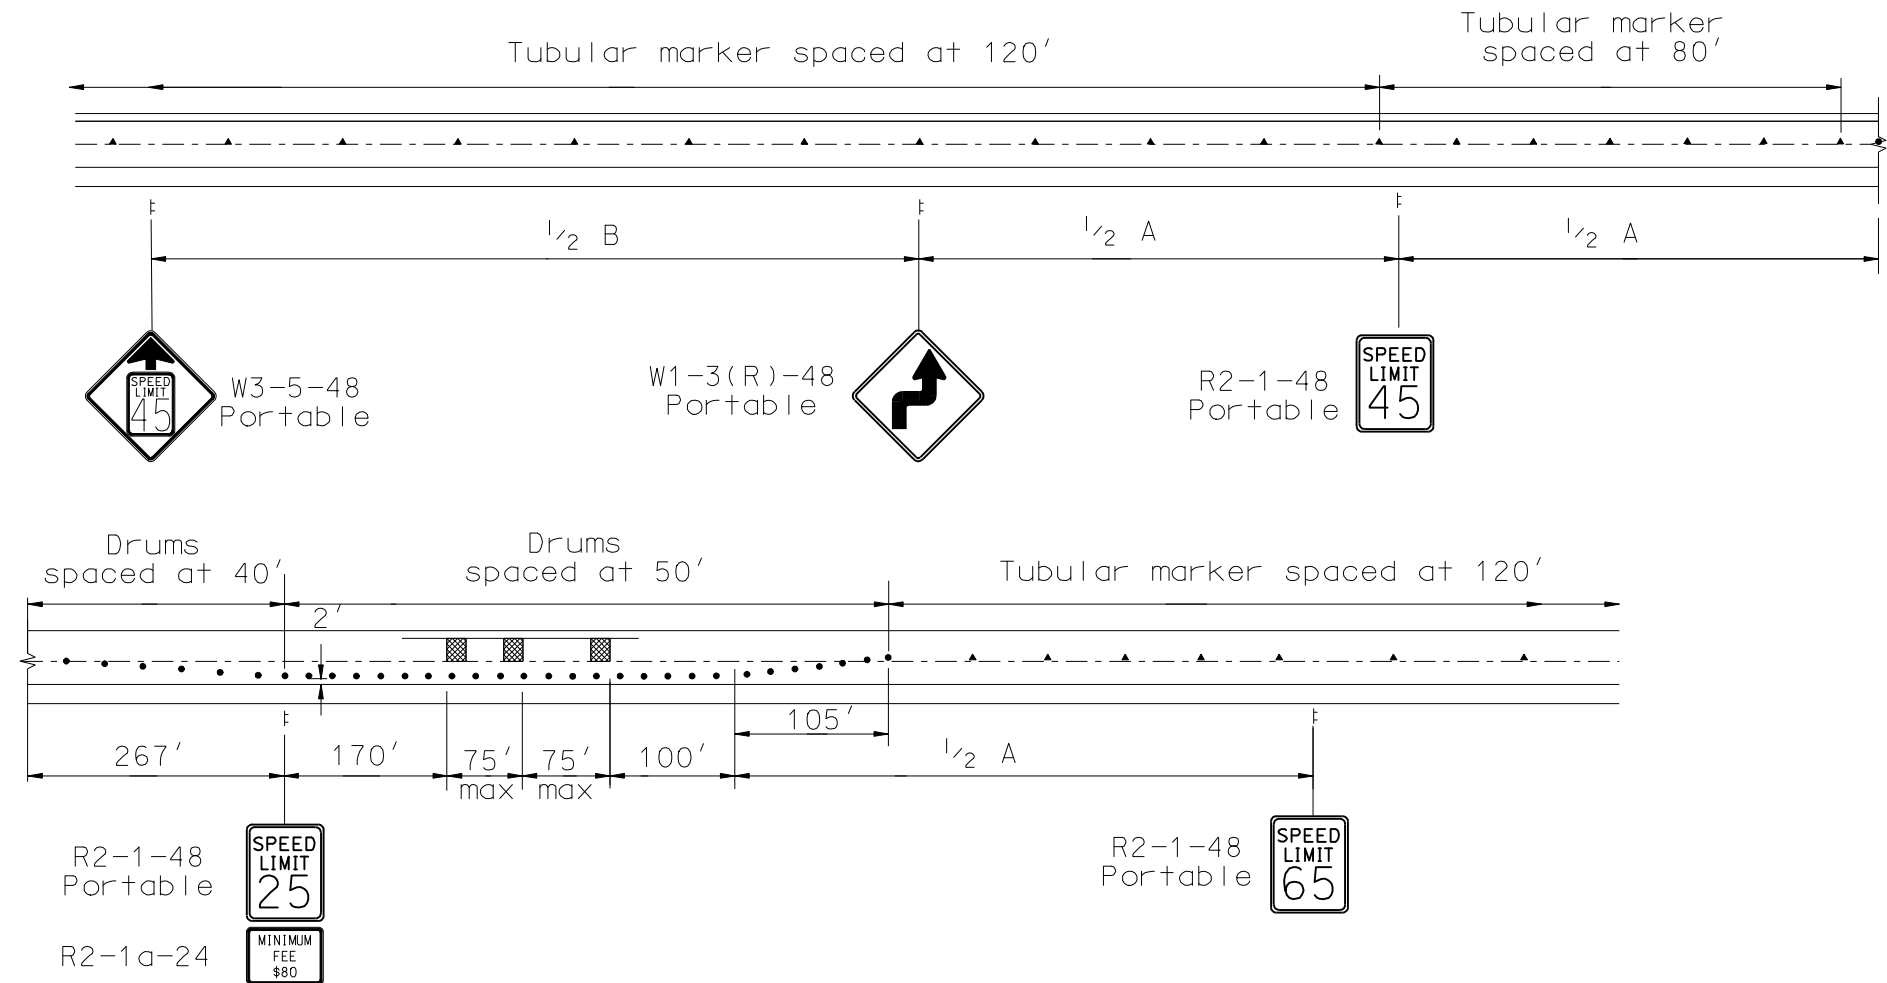 Tubular marker spaced at 120'
Tubular marker
spaced at 80'
1/2 B
1/2 A
1/2 A
SPEED
LIMIT
45
W3-5-48
Portable
W1-3(R)-48
Portable
R2-1-48
Portable
SPEED
LIMIT
45
Drums
spaced at 40'
Drums
spaced at 50'
Tubular marker spaced at 120'
2'
105'
267'
170'
75'
max
75'
max
100'
1/2 A
R2-1-48
Portable
SPEED
LIMIT
25
R2-1-48
Portable
SPEED
LIMIT
65
R2-1a-24
MINIMUM
FEE
$80